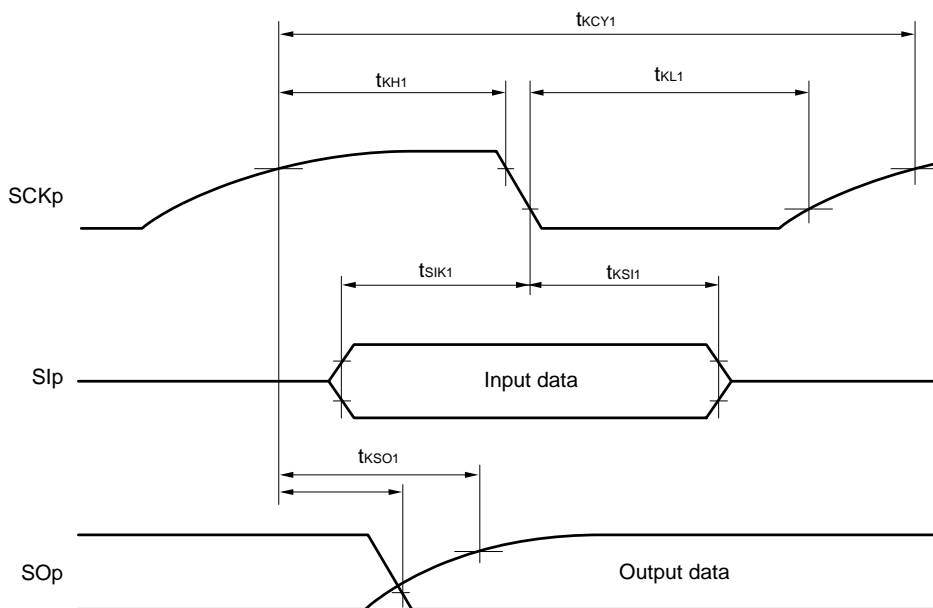 tKCY1
tKH1
tKL1
SCKp
tSIK1
tKSI1
SIp
Input data
tKSO1
SOp
Output data